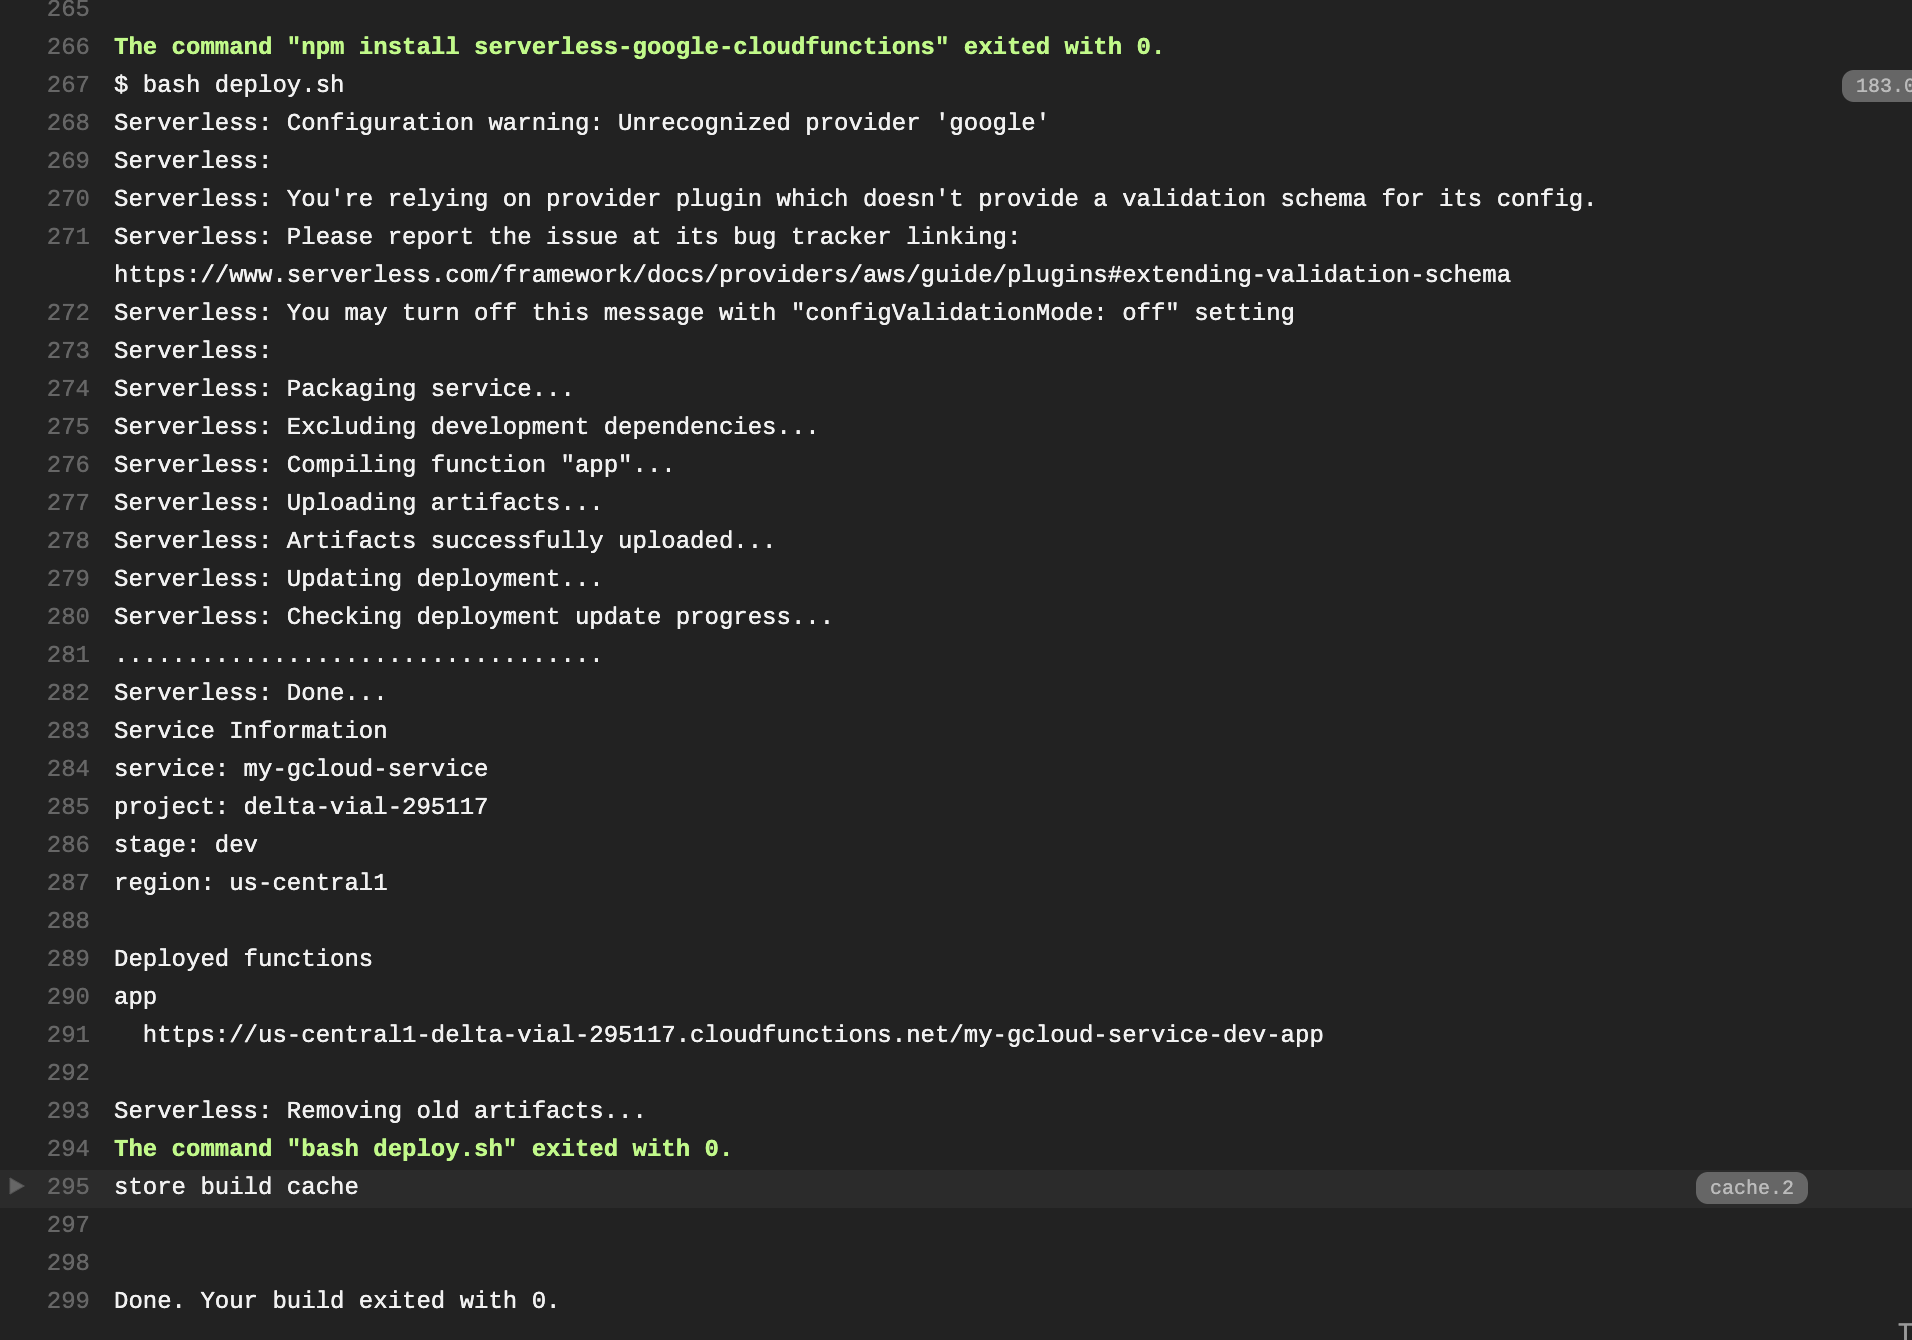 265
266 The command "npm install serverless-google-cloudfunctions" exited with 0.
267 $ bash deploy.sh 183.0
268 Serverless: Configuration warning: Unrecognized provider 'google'
269 Serverless:
270 Serverless: You're relying on provider plugin which doesn't provide a validation schema for its config.
271 Serverless: Please report the issue at its bug tracker linking:
https://www.serverless.com/framework/docs/providers/aws/guide/plugins#extending-validation-schema
272 Serverless: You may turn off this message with "configValidationMode: off" setting
273 Serverless:
274 Serverless: Packaging service...
275 Serverless: Excluding development dependencies...
276 Serverless: Compiling function "app"...
277 Serverless: Uploading artifacts...
278 Serverless: Artifacts successfully uploaded...
279 Serverless: Updating deployment...
280 Serverless: Checking deployment update progress...
281 ..................................
282 Serverless: Done...
283 Service Information
284 service: my-gcloud-service
285 project: delta-vial-295117
286 stage: dev
287 region: us-central1
288
289 Deployed functions
290 app
291 https://us-central1-delta-vial-295117.cloudfunctions.net/my-gcloud-service-dev-app
292
293 Serverless: Removing old artifacts...
294 The command "bash deploy.sh" exited with 0.
295 store build cache cache.2
297
298
299 Done. Your build exited with 0.